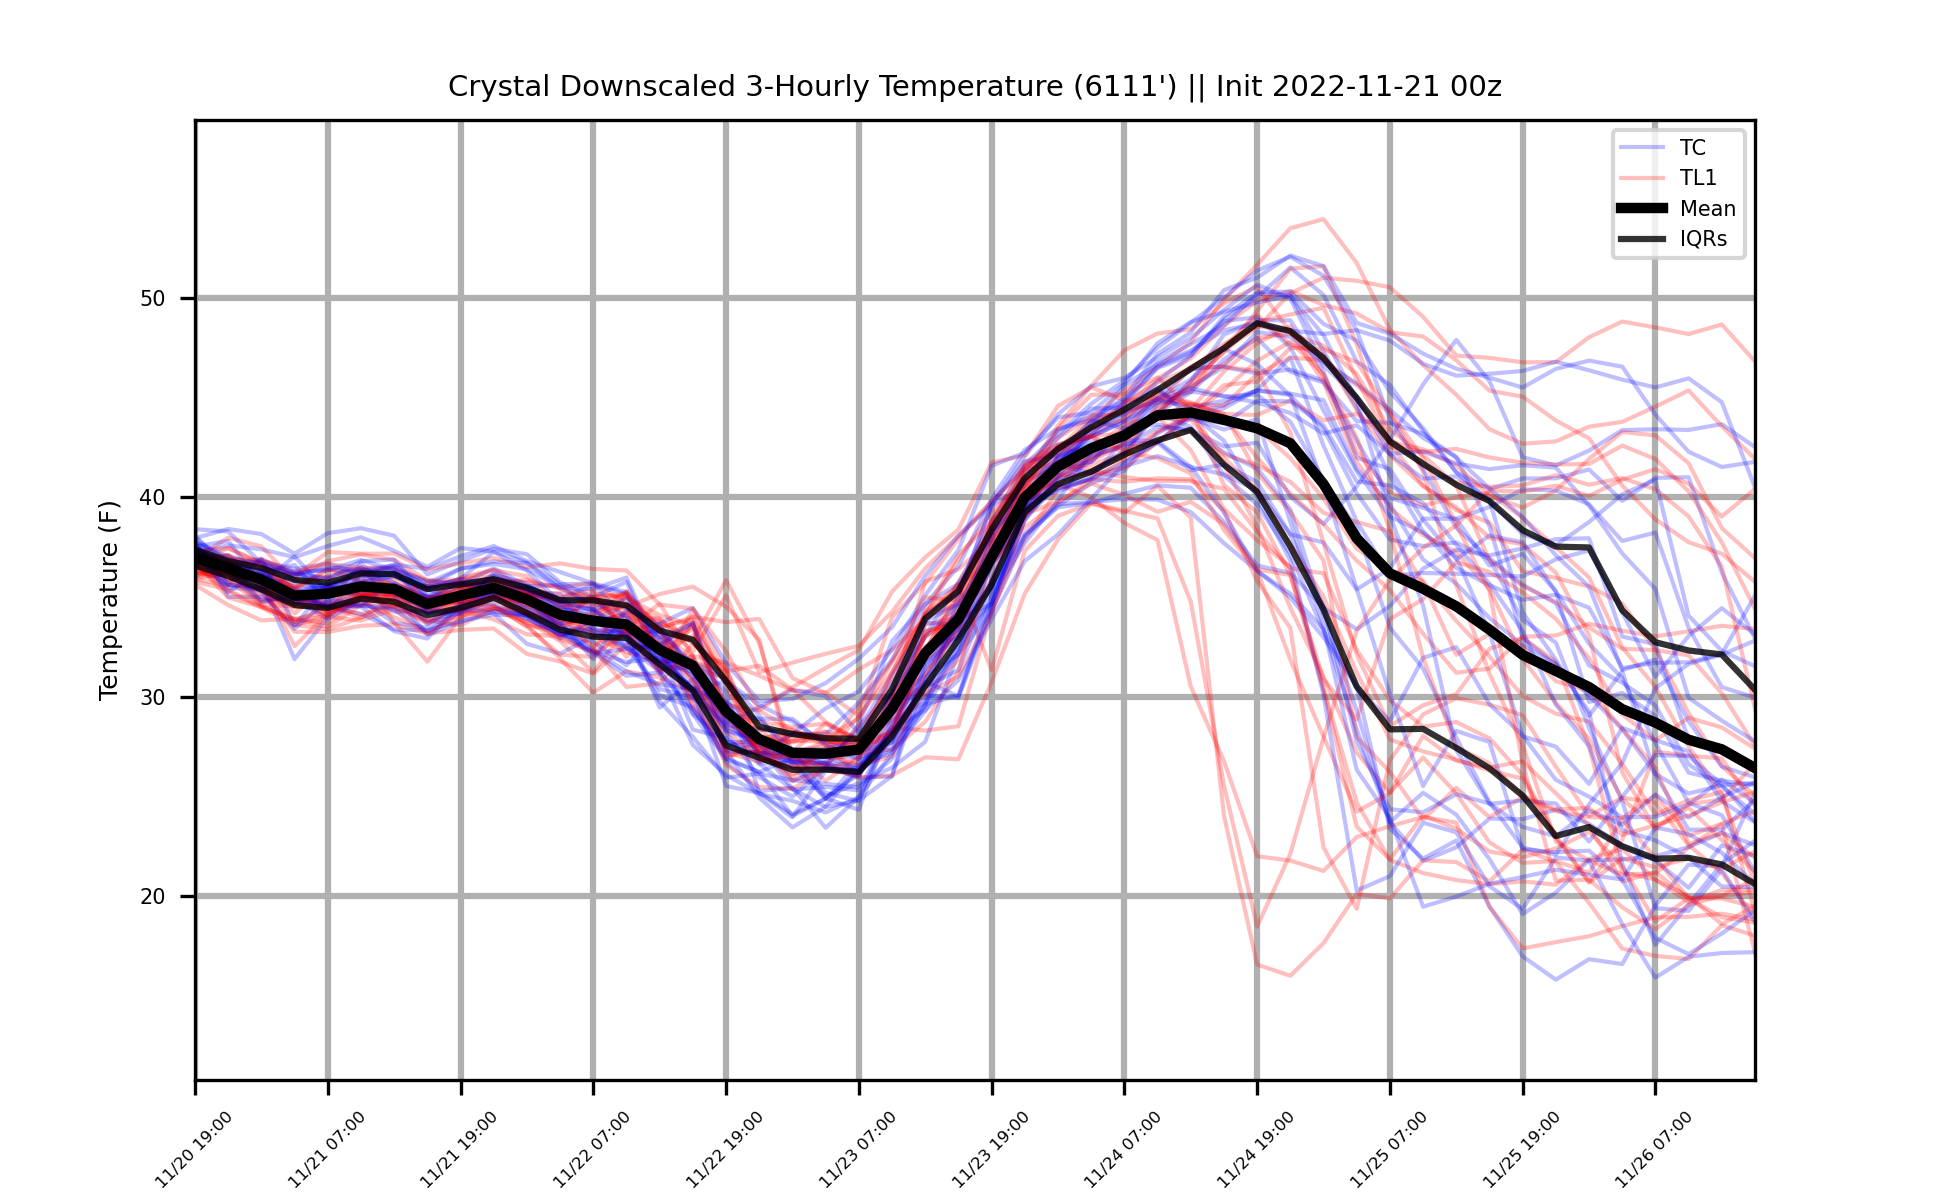 Crystal Downscaled 3-Hourly Temperature (6111') || Init 2022-11-21 00z
TC
TL1
Mean
IQRs
Temperature (F)
50
40
30
20
11/20 19:00
11/21 07:00
11/21 19:00
11/22 07:00
11/22 19:00
11/23 07:00
11/23 19:00
11/24 07:00
11/24 19:00
11/25 07:00
11/25 19:00
11/26 07:00